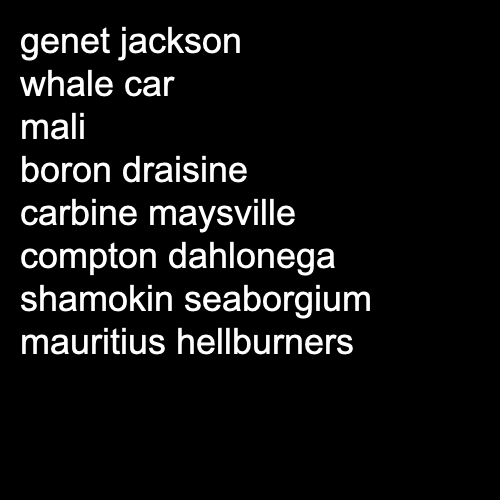 genet jackson
whale car
mali
boron draisine
carbine maysville
compton dahlonega
shamokin seaborgium
mauritius hellburners